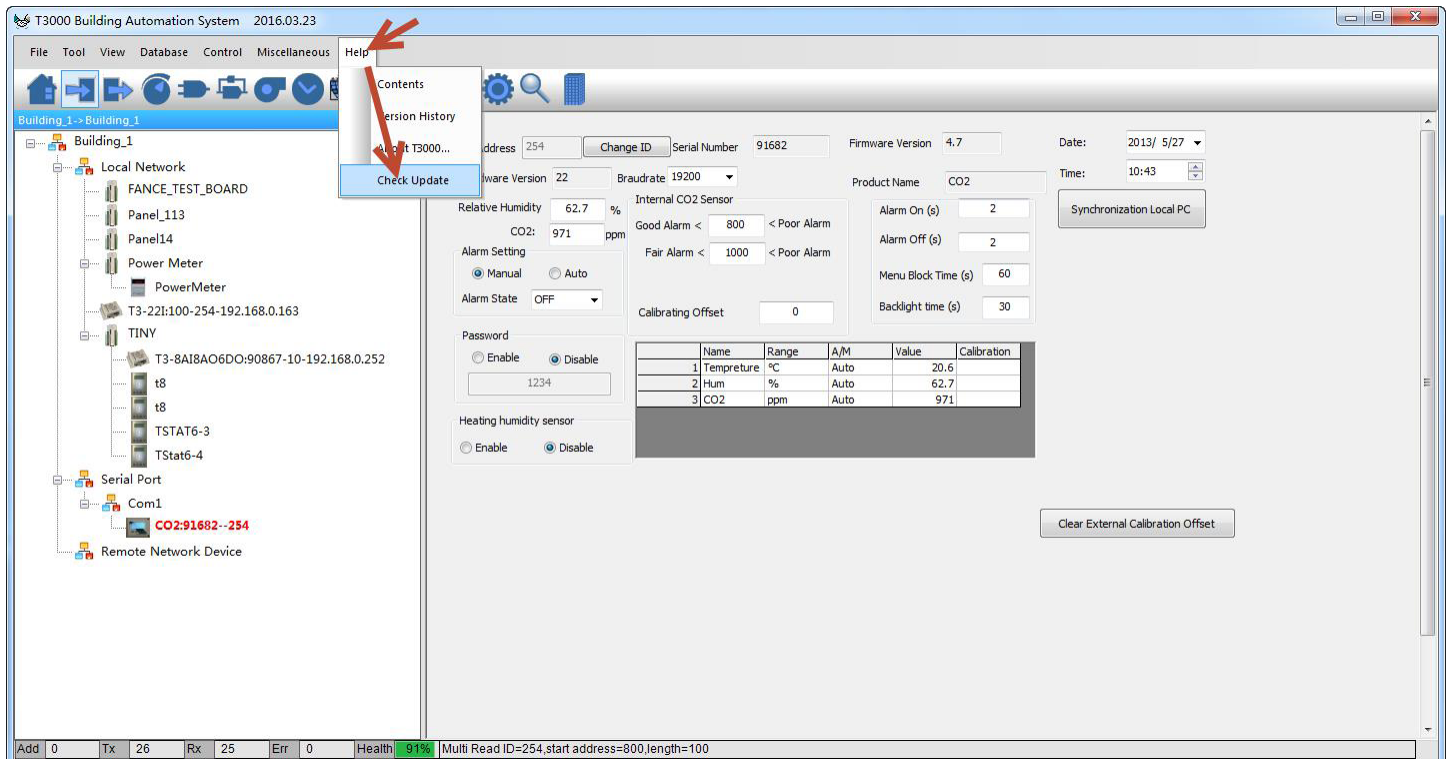 T3000 Building Automation System 2016.03.23
File Tool View Database Control Miscellaneous Help
Contents
Version History
T3000...
Check Update
Building_1->Building_1
Building_1
Local Network
FANCE_TEST_BOARD
Panel_113
Panel14
Power Meter
PowerMeter
T3-22I:100-254-192.168.0.163
TINY
T3-8AI8AO6DO:90867-10-192.168.0.252
t8
t8
TSTAT6-3
TStat6-4
Serial Port
Com1
CO2:91682--254
Remote Network Device
254 Change ID Serial Number 91682 Firmware Version 4.7 Date: 2013/ 5/27
Version 22 Braudrate 19200 Product Name CO2 Time: 10:43
Relative Humidity 62.7 %
CO2: 971 ppm
Internal CO2 Sensor
Good Alarm < 800 < Poor Alarm
Fair Alarm < 1000 < Poor Alarm
Calibrating Offset 0
Alarm On (s) 2
Alarm Off (s) 2
Menu Block Time (s) 60
Backlight time (s) 30
Synchronization Local PC
Alarm Setting
Manual Auto
Alarm State OFF
Password
Enable Disable
1234
Heating humidity sensor
Enable Disable
Name Range A/M Value Calibration
1 Tempreture ºC Auto 20.6
2 Hum % Auto 62.7
3 CO2 ppm Auto 971
Clear External Calibration Offset
Add 0 Tx 26 Rx 25 Err 0 Health 91% Multi Read ID=254,start address=800,length=100